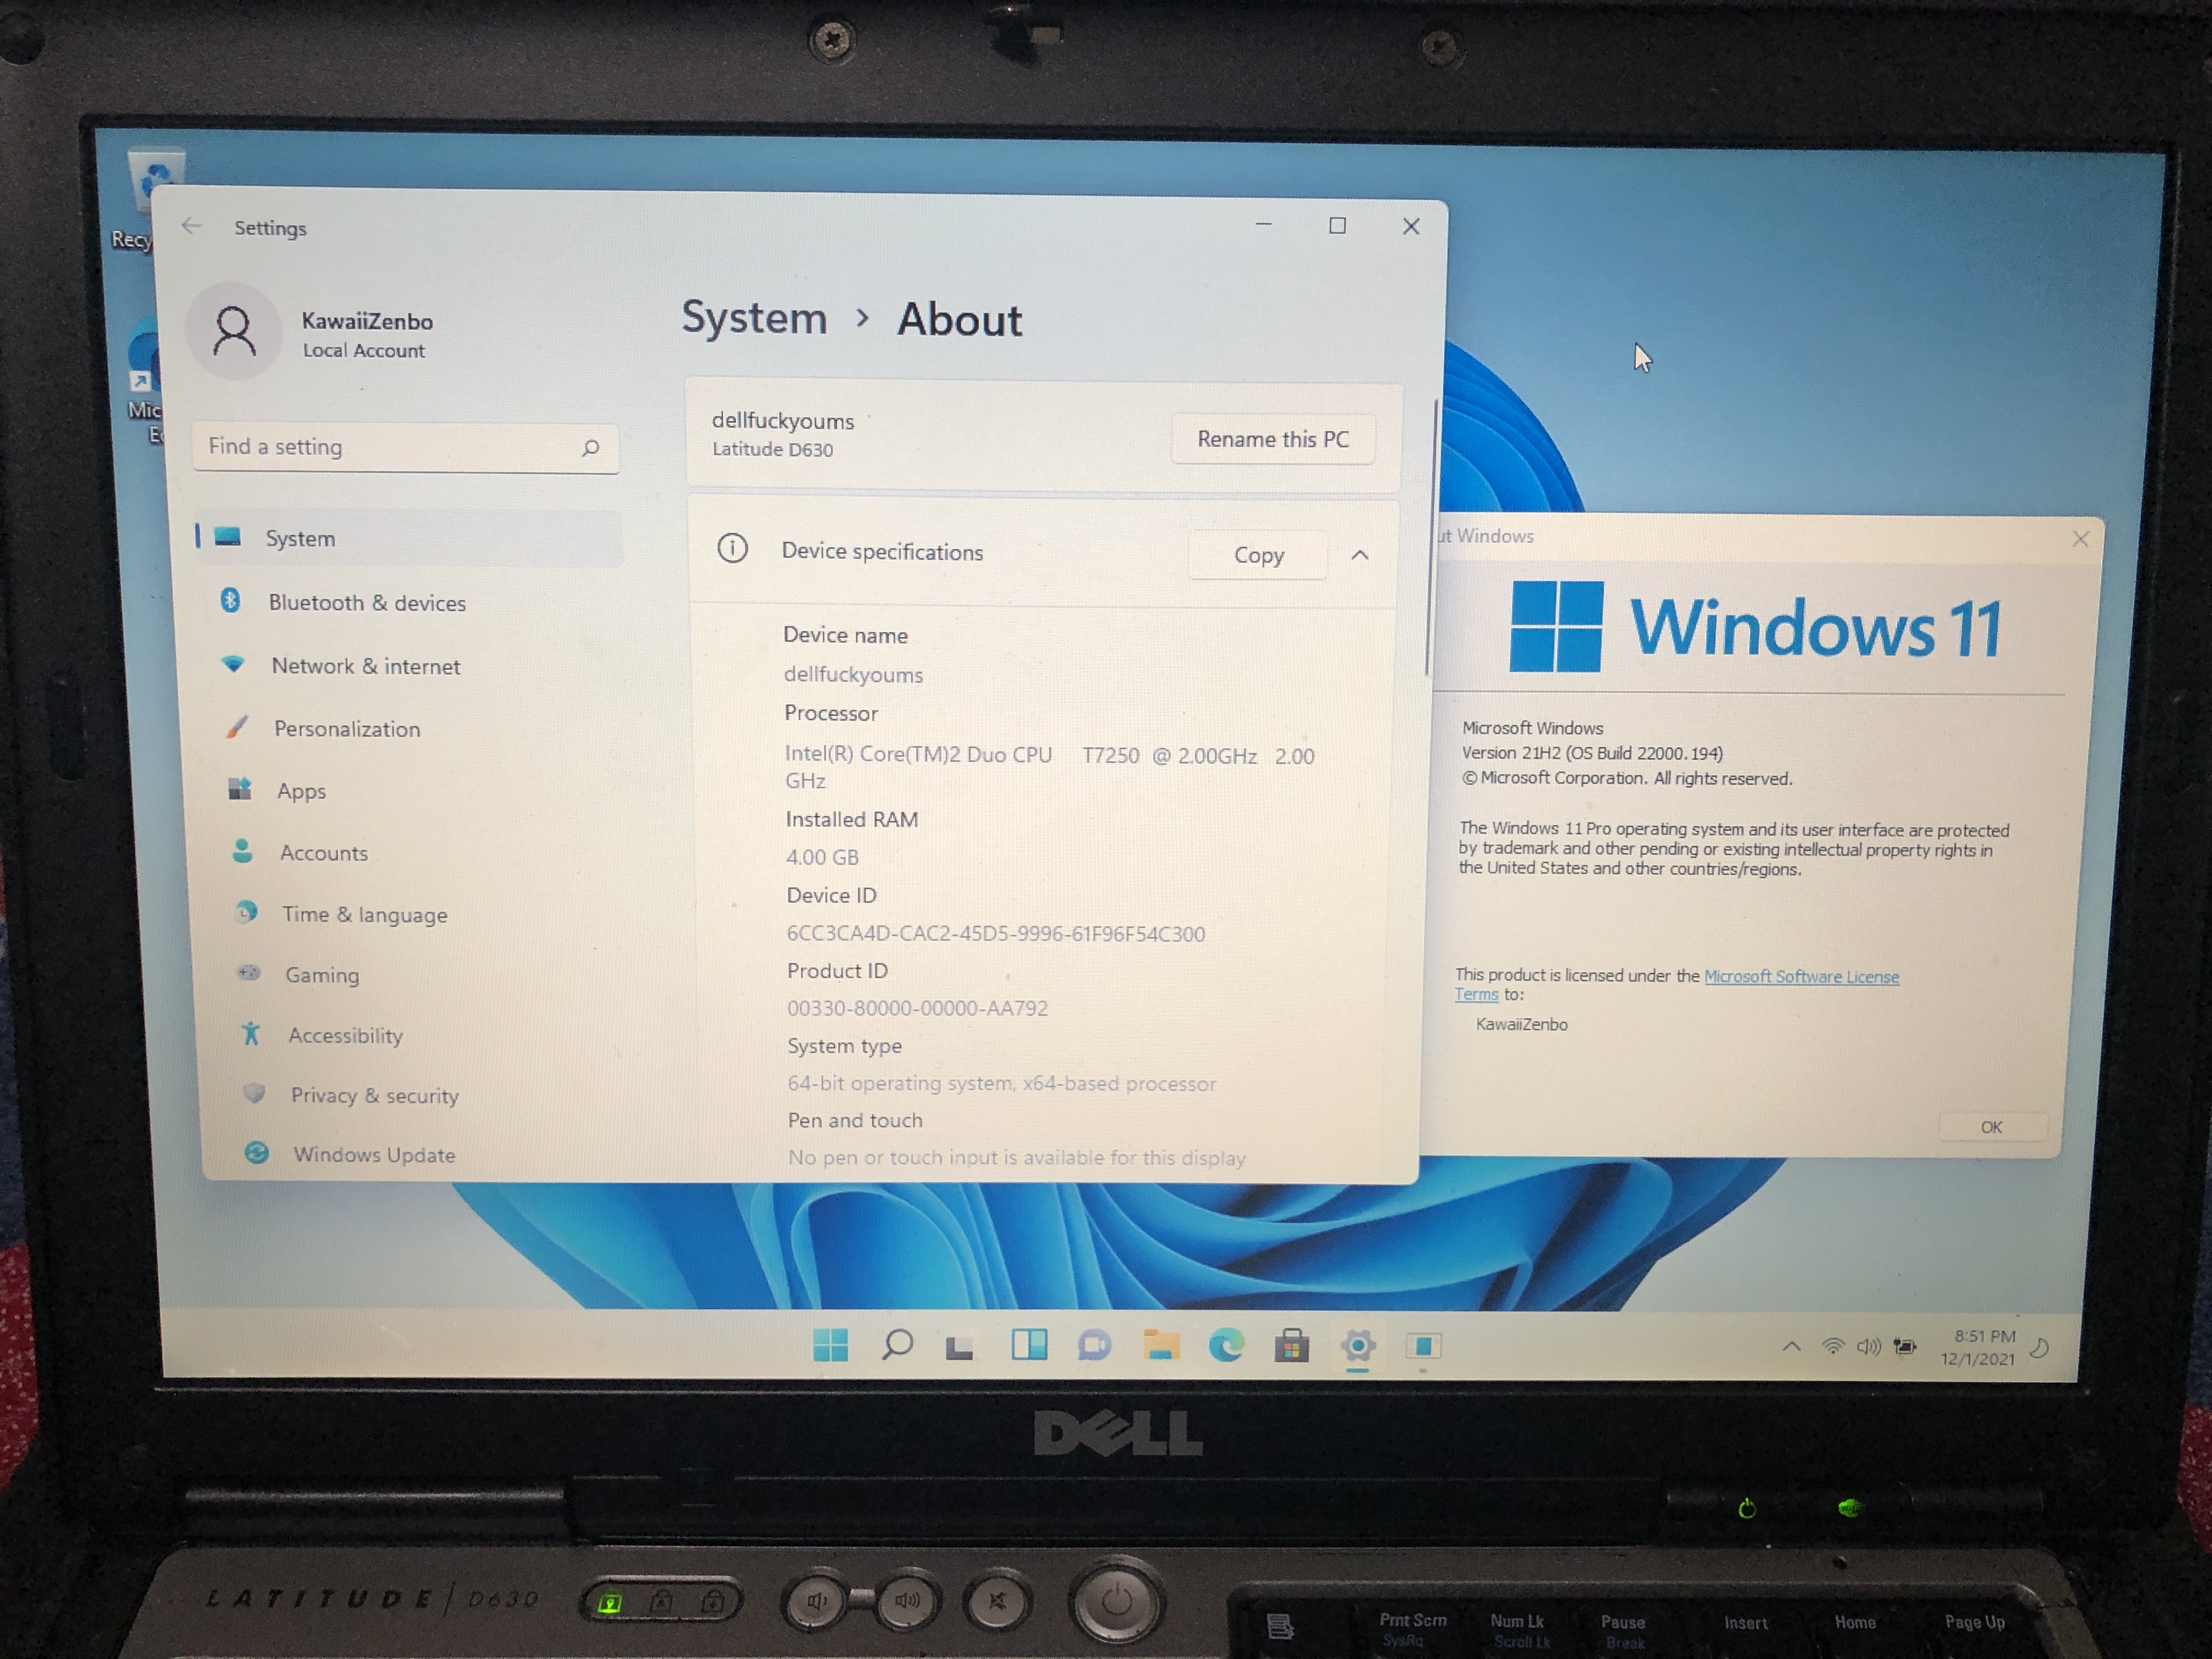 Recy
Mic
Settings
KawaiiZenbo
Local Account
Find a setting
System
Bluetooth & devices
Network & internet
Personalization
Apps
Accounts
Time & language
Gaming
Accessibility
Privacy & security
Windows Update
System > About
dellfuckyoums
Latitude D630
Rename this PC
Device specifications
Copy
Device name
dellfuckyoums
Processor
Intel(R) Core(TM)2 Duo CPU T7250 @ 2.00GHz 2.00
GHz
Installed RAM
4.00 GB
Device ID
6CC3CA4D-CAC2-45D5-9996-61F96F54C300
Product ID
00330-80000-00000-AA792
System type
64-bit operating system, x64-based processor
Pen and touch
No pen or touch input is available for this display
ut Windows
Windows 11
Microsoft Windows
Version 21H2 (OS Build 22000.194)
© Microsoft Corporation. All rights reserved.
The Windows 11 Pro operating system and its user interface are protected
by trademark and other pending or existing intellectual property rights in
the United States and other countries/regions.
This product is licensed under the Microsoft Software License
Terms to:
KawaiiZenbo
OK
8:51 PM
12/1/2021
DELL
LATITUDE | D630
Prnt Scrn
SysRq
Num Lk
Scroll Lk
Pause
Break
Insert
Home
Page Up